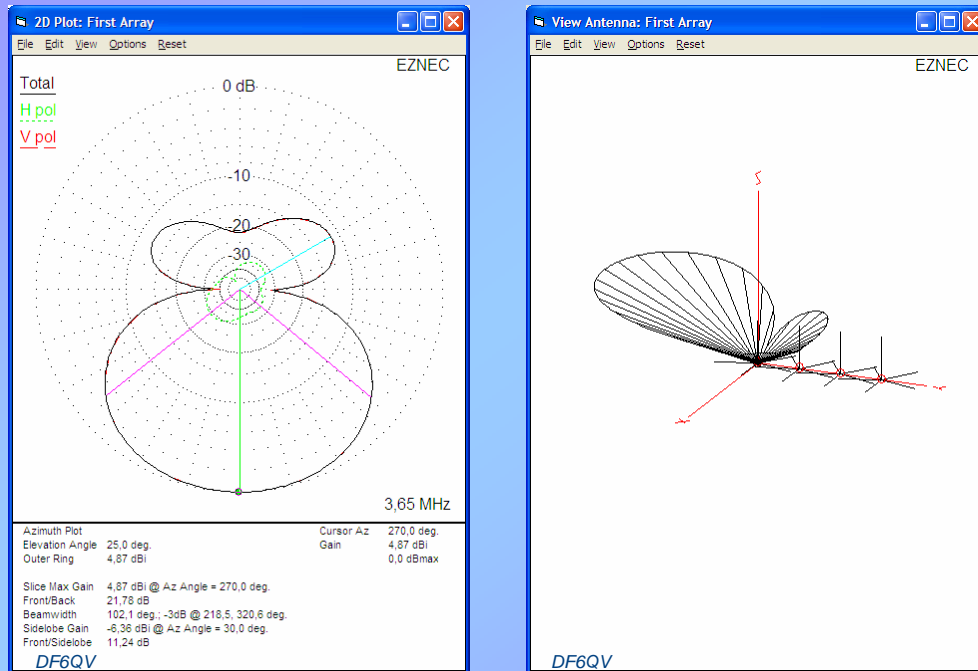 2D Plot: First Array
File Edit View Options Reset
EZNEC
Total
H pol
V pol
0 dB
-10
-20
-30
3,65 MHz
Azimuth Plot
Elevation Angle 25,0 deg.
Outer Ring 4,87 dBi
Cursor Az 270,0 deg.
Gain 4,87 dBi
0,0 dBmax
Slice Max Gain 4,87 dBi @ Az Angle = 270,0 deg.
Front/Back 21,78 dB
Beamwidth 102,1 deg.; -3dB @ 218,5, 320,6 deg.
Sidelobe Gain -6,36 dBi @ Az Angle = 30,0 deg.
Front/Sidelobe 11,24 dB
DF6QV
View Antenna: First Array
File Edit View Options Reset
EZNEC
DF6QV